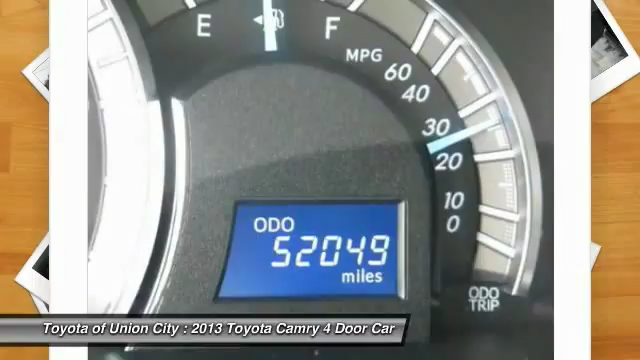 E
F
MPG
60
40
30
20
10
0
ODO
52049
miles
ODO
TRIP
Toyota of Union City : 2013 Toyota Camry 4 Door Car